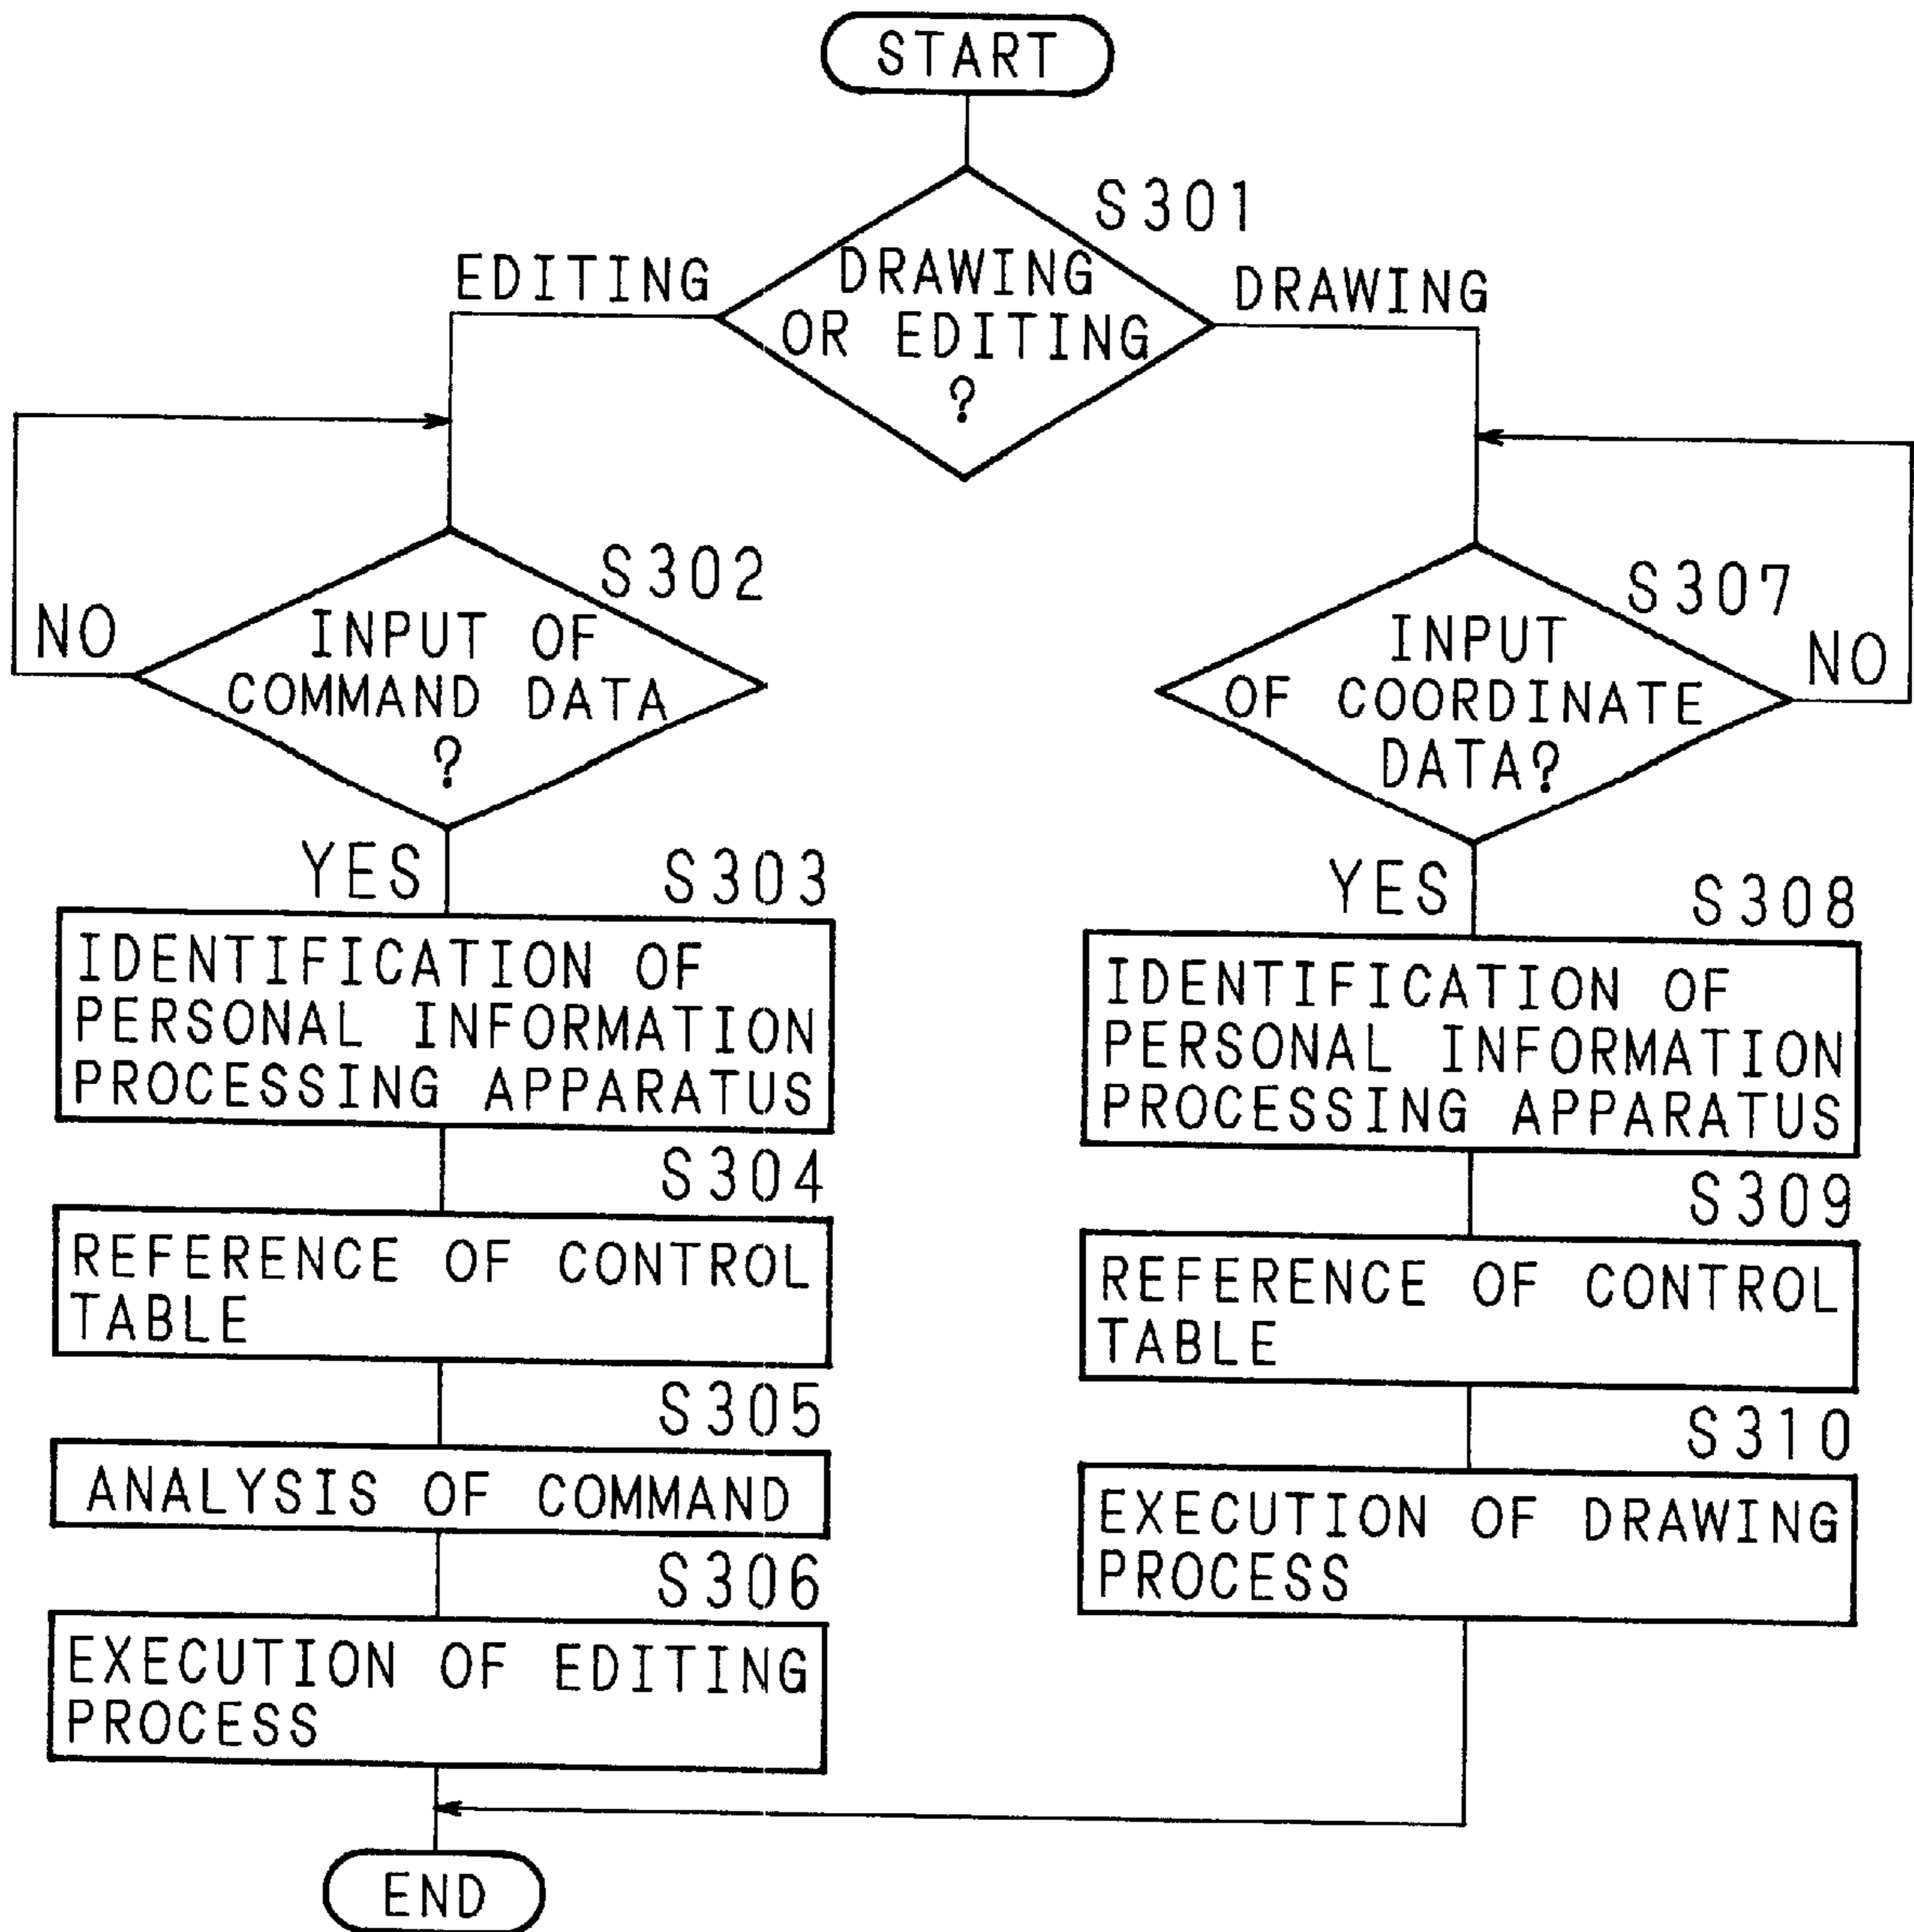 START
S301
DRAWING
OR EDITING
?
EDITING
DRAWING
S302
INPUT OF
COMMAND DATA
?
NO
YES
S303
IDENTIFICATION OF
PERSONAL INFORMATION
PROCESSING APPARATUS
S304
REFERENCE OF CONTROL
TABLE
S305
ANALYSIS OF COMMAND
S306
EXECUTION OF EDITING
PROCESS
S307
INPUT
OF COORDINATE
DATA?
NO
YES
S308
IDENTIFICATION OF
PERSONAL INFORMATION
PROCESSING APPARATUS
S309
REFERENCE OF CONTROL
TABLE
S310
EXECUTION OF DRAWING
PROCESS
END